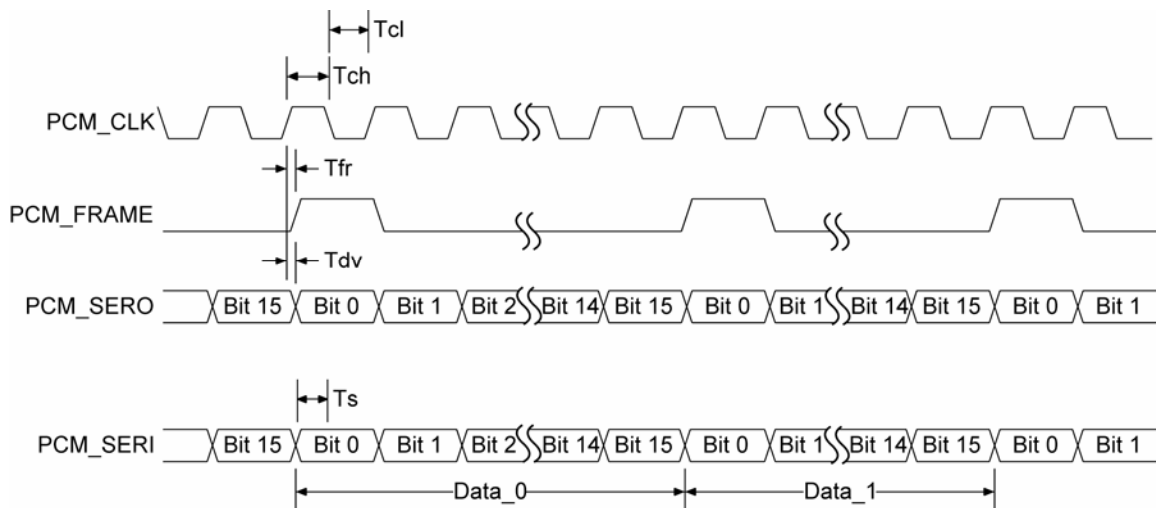 Tcl
Tch
PCM_CLK
Tfr
PCM_FRAME
Tdv
PCM_SERO Bit 15 Bit 0 Bit 1 Bit 2 Bit 14 Bit 15 Bit 0 Bit 1 Bit 14 Bit 15 Bit 0 Bit 1
Ts
PCM_SERI Bit 15 Bit 0 Bit 1 Bit 2 Bit 14 Bit 15 Bit 0 Bit 1 Bit 14 Bit 15 Bit 0 Bit 1
Data_0 Data_1